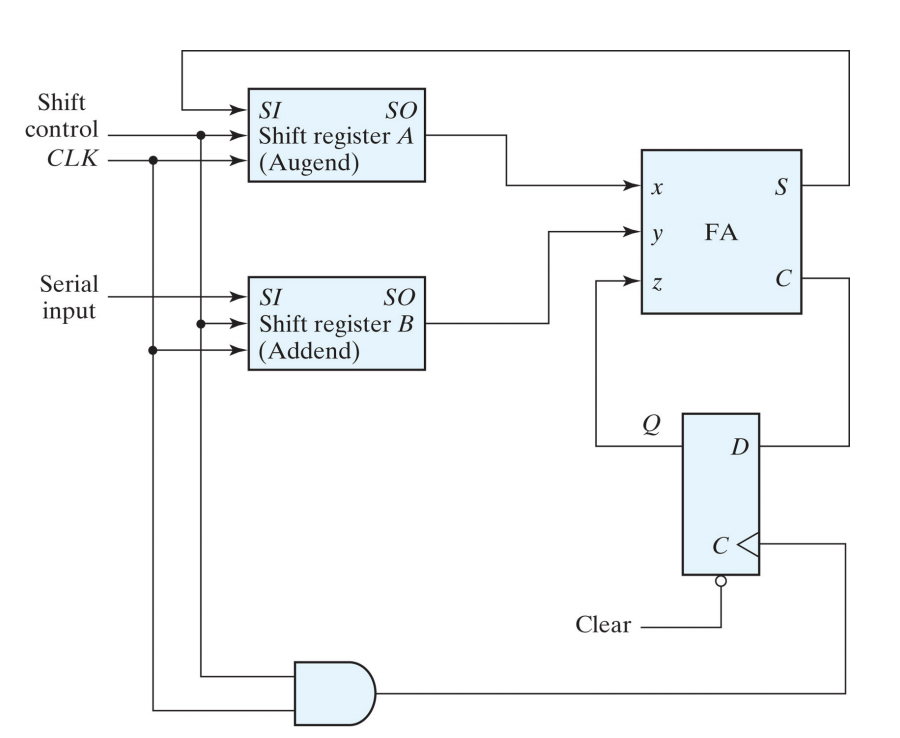 Shift
control
CLK
SI SO
Shift register A
(Augend)
Serial
input
SI SO
Shift register B
(Addend)
x S
y FA
z C
Q
D
C
Clear